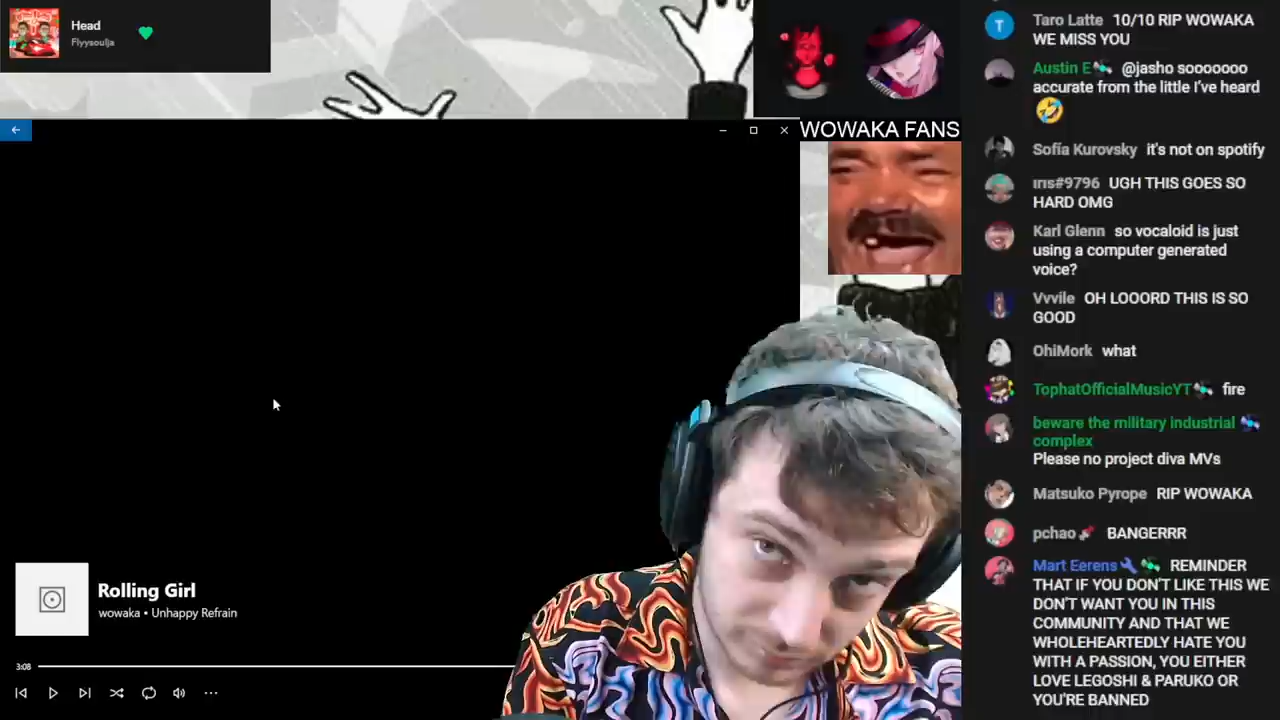 Head
Flyysoulja
WOWAKA FANS
Rolling Girl
wowaka • Unhappy Refrain
3:08
T
Taro Latte 10/10 RIP WOWAKA
WE MISS YOU
Austin E @jasho sooooooo
accurate from the little I've heard
Sofía Kurovsky it's not on spotify
ırıs#9796 UGH THIS GOES SO
HARD OMG
Karl Glenn so vocaloid is just
using a computer generated
voice?
Vvvile OH LOOORD THIS IS SO
GOOD
OhiMork what
TophatOfficialMusicYT fire
beware the military industrial
complex
Please no project diva MVs
Matsuko Pyrope RIP WOWAKA
pchao BANGERRR
Mart Eerens REMINDER
THAT IF YOU DON'T LIKE THIS WE
DON'T WANT YOU IN THIS
COMMUNITY AND THAT WE
WHOLEHEARTEDLY HATE YOU
WITH A PASSION, YOU EITHER
LOVE LEGOSHI & PARUKO OR
YOU'RE BANNED